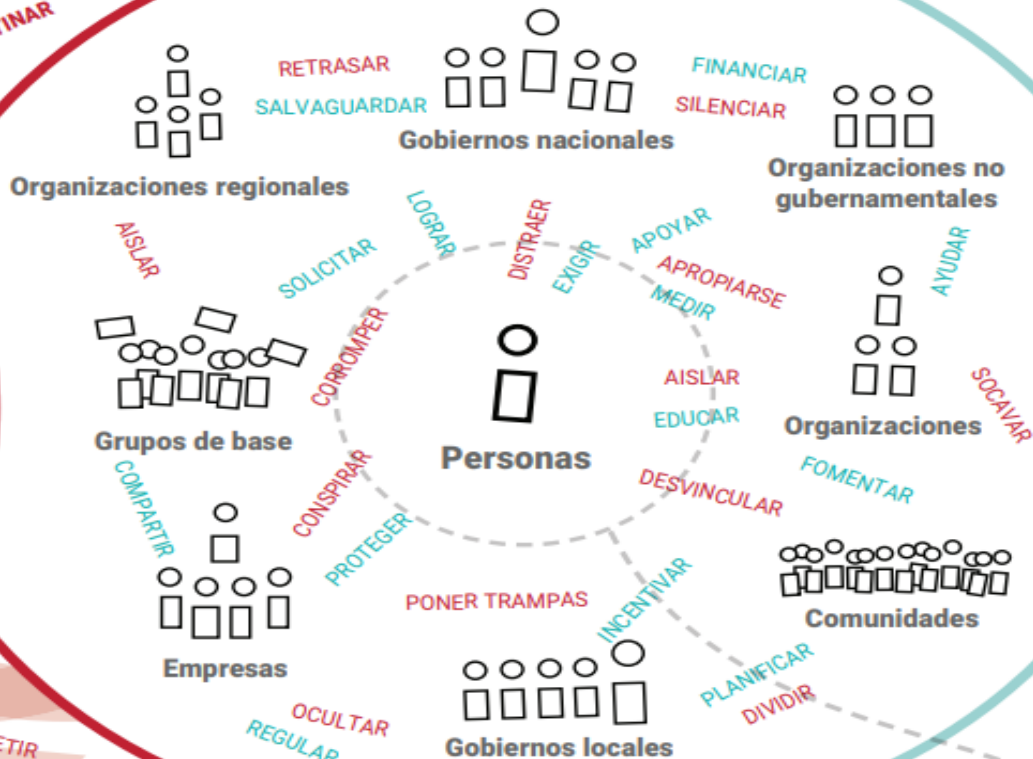 TINAR
RETRASAR
SALVAGUARDAR
Gobiernos nacionales
FINANCIAR
SILENCIAR
Organizaciones regionales
Organizaciones no
gubernamentales
AISLAR
SOLICITAR
LOGRAR
DISTRAER
EXIGIR
APOYAR
APROPIARSE
MEDIR
AYUDAR
CORROMPER
Grupos de base
Personas
AISLAR
EDUCAR
Organizaciones
SOCAVAR
COMPARTIR
CONSPIRAR
PROTEGER
DESVINCULAR
FOMENTAR
PONER TRAMPAS
INCENTIVAR
Comunidades
Empresas
PLANIFICAR
DIVIDIR
OCULTAR
REGULAR
Gobiernos locales
ETIR